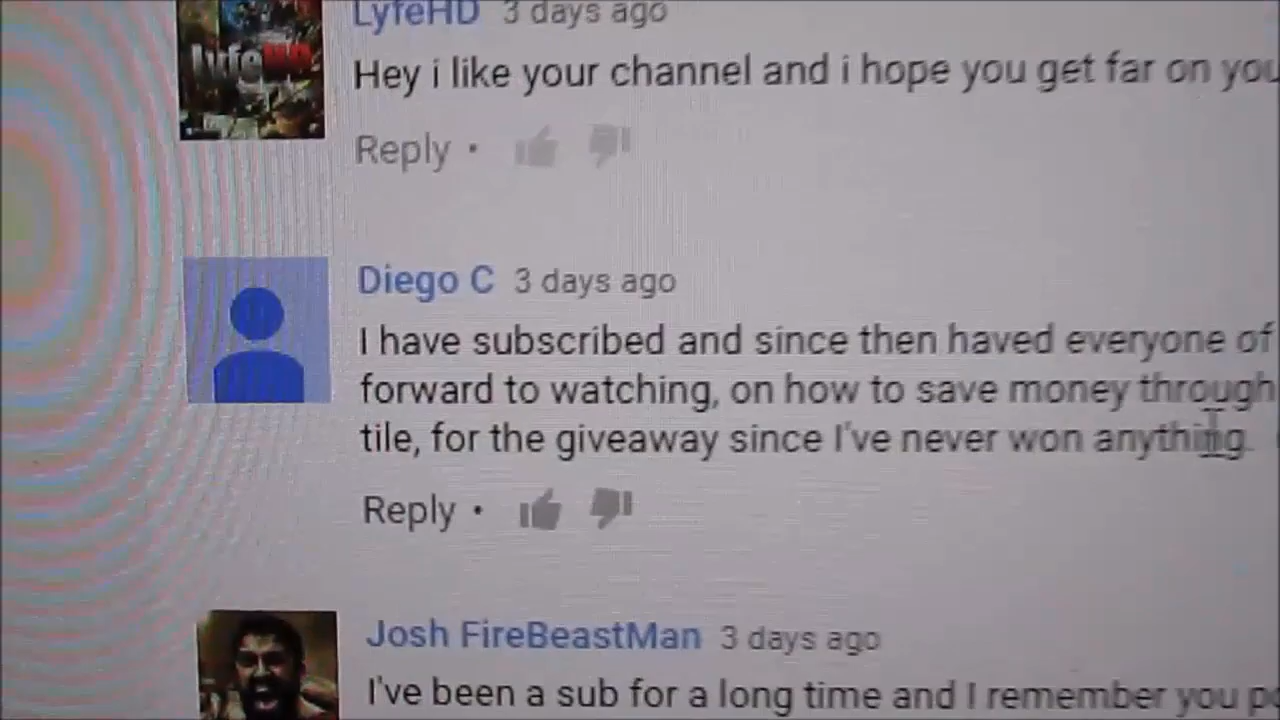 LyfeHD 3 days ago
lyfeHD
Hey i like your channel and i hope you get far on you
Reply •
Diego C 3 days ago
I have subscribed and since then haved everyone of
forward to watching, on how to save money through
tile, for the giveaway since I've never won anything.
Reply •
Josh FireBeastMan 3 days ago
I've been a sub for a long time and I remember you